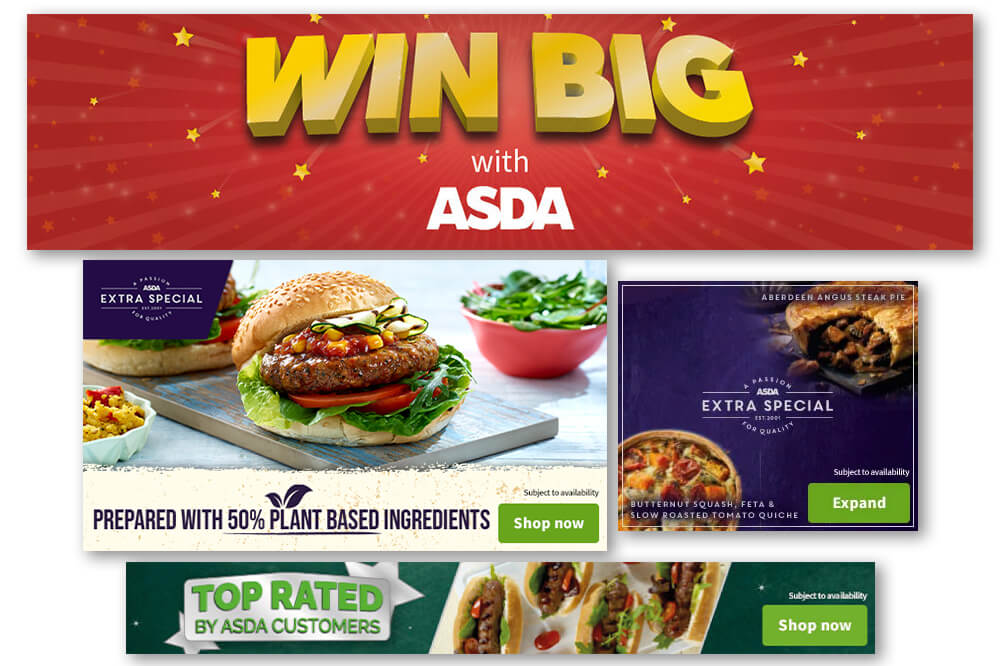 WIN BIG
with
ASDA
A PASSION
ASDA
EXTRA SPECIAL
EST.2001
FOR QUALITY
Subject to availability
PREPARED WITH 50% PLANT BASED INGREDIENTS
Shop now
ABERDEEN ANGUS STEAK PIE
A PASSION
ASDA
EXTRA SPECIAL
EST.2001
FOR QUALITY
Subject to availability
BUTTERNUT SQUASH, FETA &
SLOW ROASTED TOMATO QUICHE
Expand
TOP RATED
BY ASDA CUSTOMERS
Subject to availability
Shop now